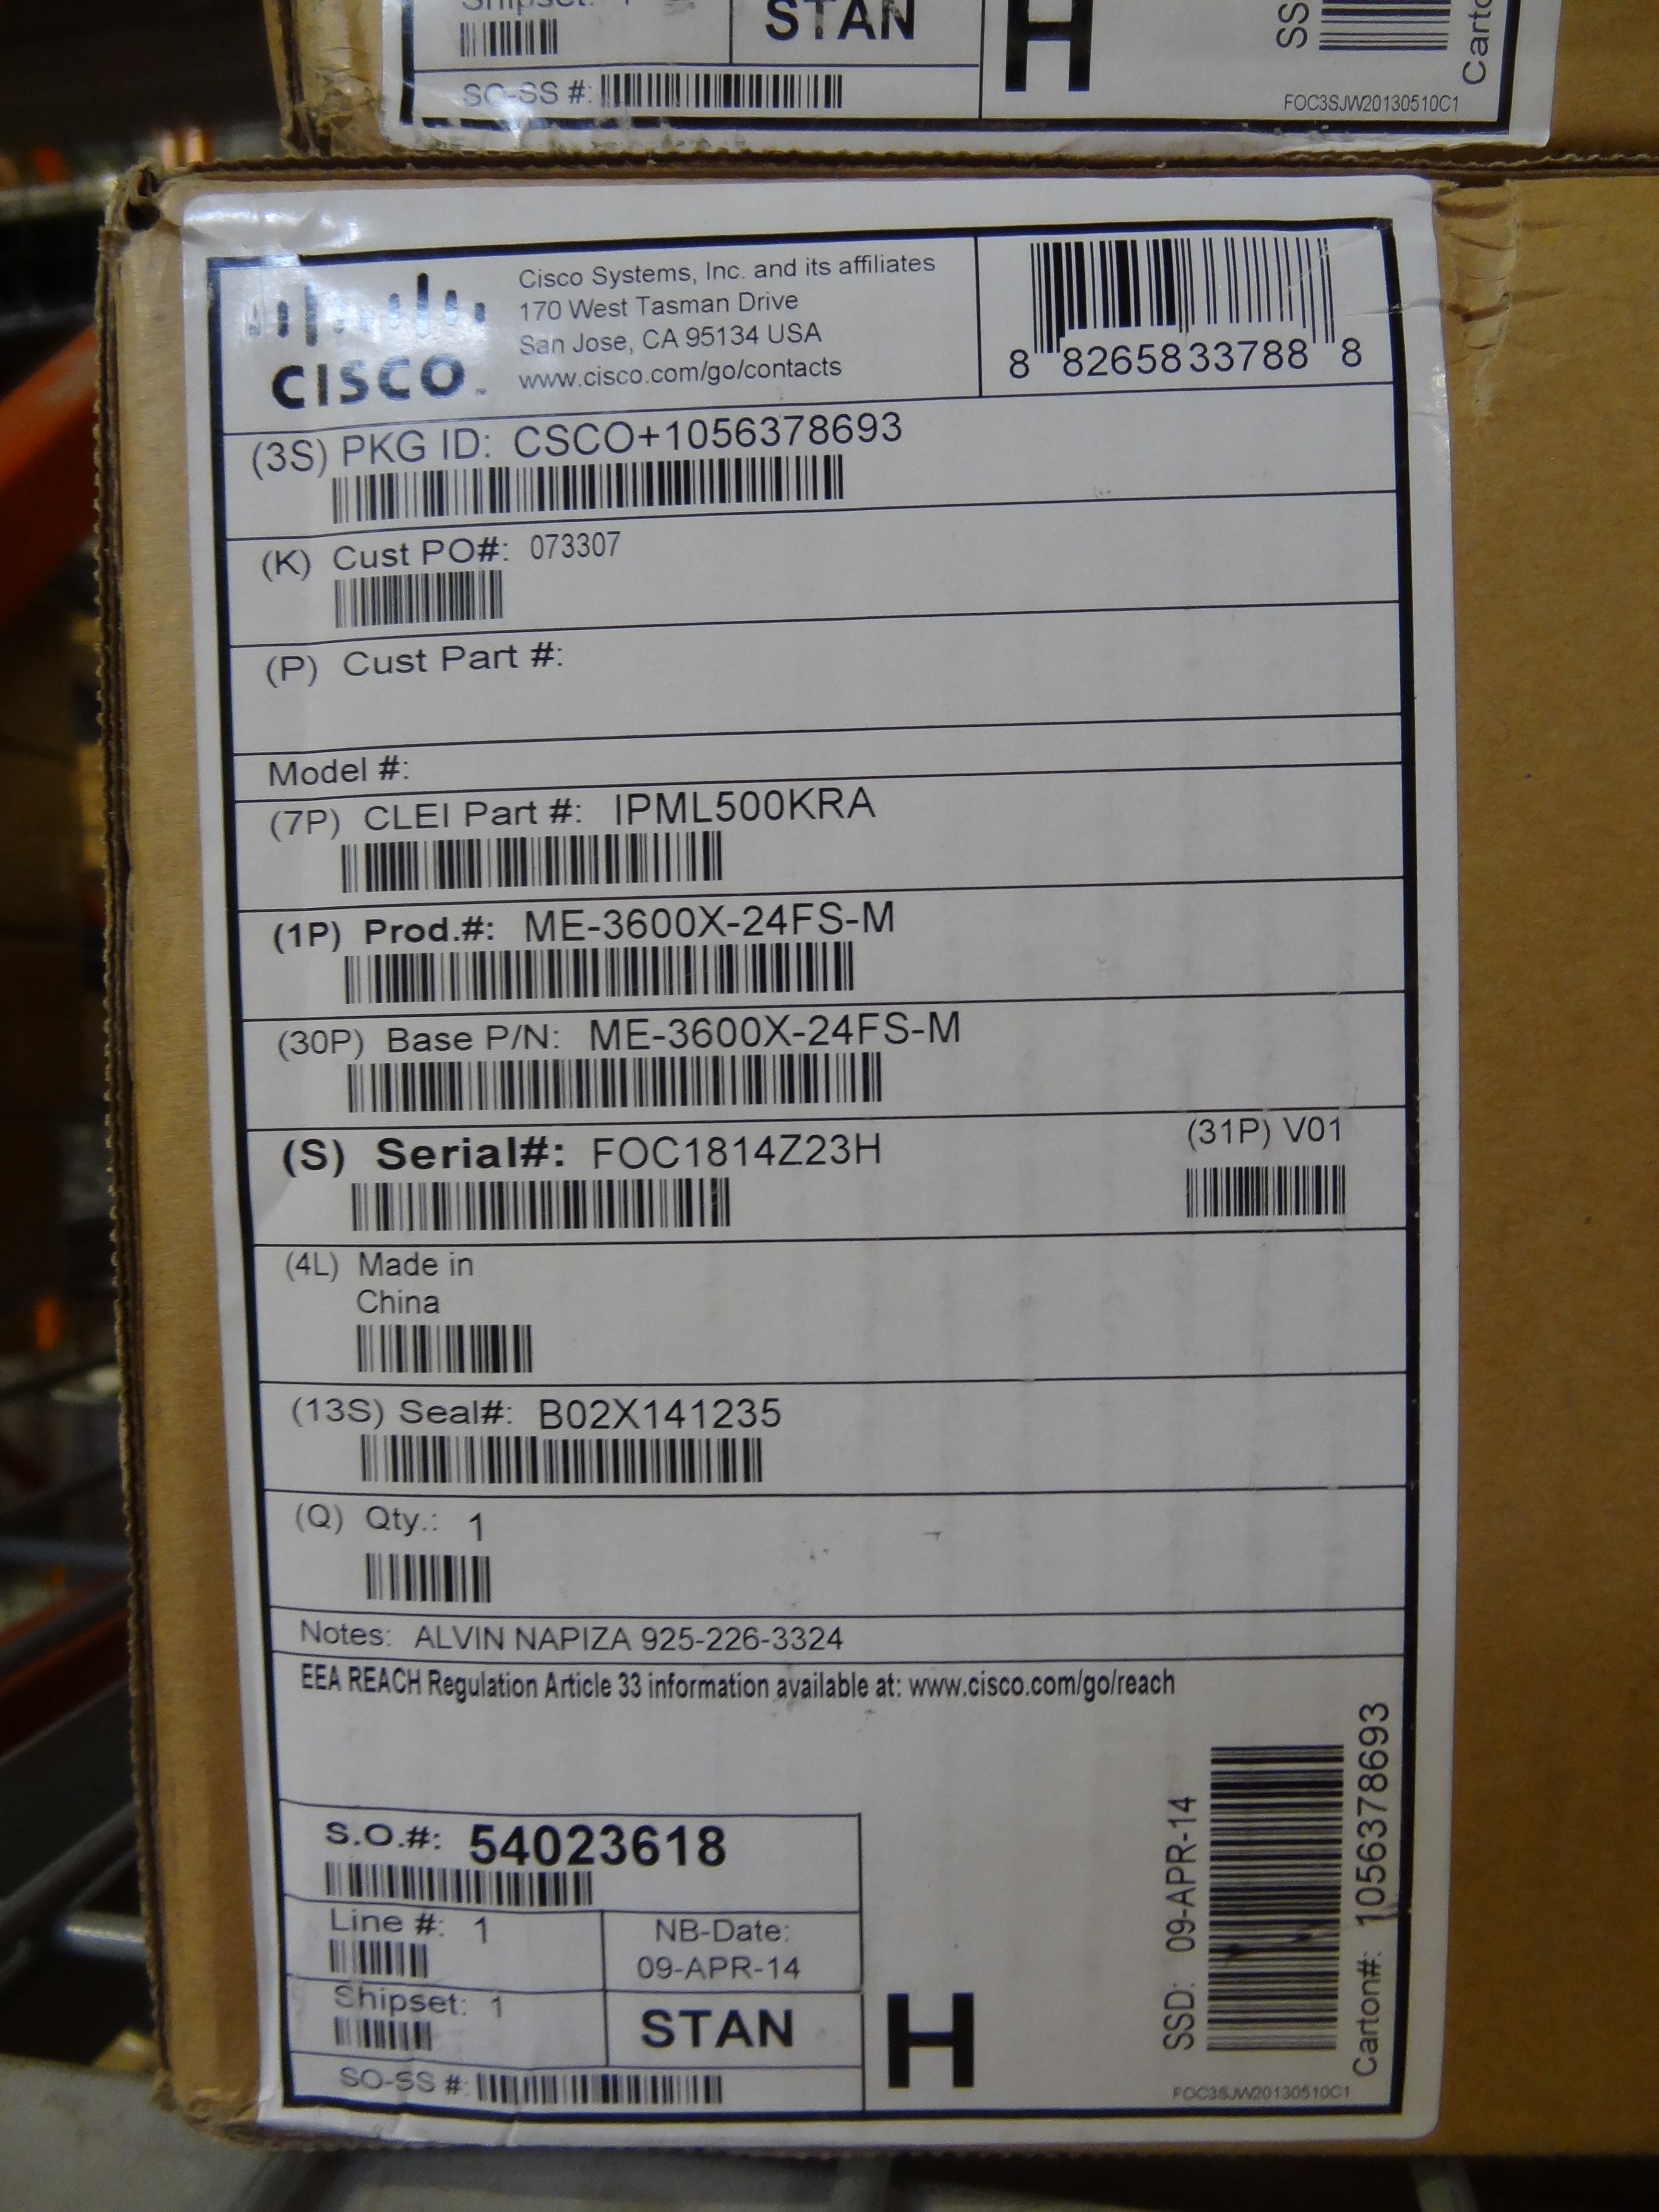 STAN
H
SS
Carto
SO-SS #:
FOC3SJW20130510C1
CISCO™
Cisco Systems, Inc. and its affiliates
170 West Tasman Drive
San Jose, CA 95134 USA
www.cisco.com/go/contacts
8 8265833788 8
(3S) PKG ID: CSCO+1056378693
(K) Cust PO#: 073307
(P) Cust Part #:
Model #:
(7P) CLEI Part #: IPML500KRA
(1P) Prod.#: ME-3600X-24FS-M
(30P) Base P/N: ME-3600X-24FS-M
(S) Serial#: FOC1814Z23H
(31P) V01
(4L) Made in
China
(13S) Seal#: B02X141235
(Q) Qty.: 1
Notes: ALVIN NAPIZA 925-226-3324
EEA REACH Regulation Article 33 information available at: www.cisco.com/go/reach
S.O.#: 54023618
Line #: 1
NB-Date:
09-APR-14
Shipset: 1
STAN
SO-SS #:
H
SSD: 09-APR-14
Carton#: 1056378693
FOC3SJW20130510C1